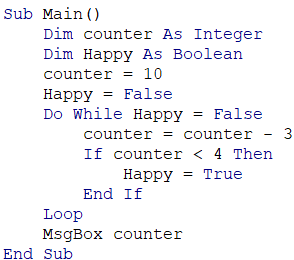 Sub Main()
    Dim counter As Integer
    Dim Happy As Boolean
    counter = 10
    Happy = False
    Do While Happy = False
        counter = counter - 3
        If counter < 4 Then
            Happy = True
        End If
    Loop
    MsgBox counter
End Sub